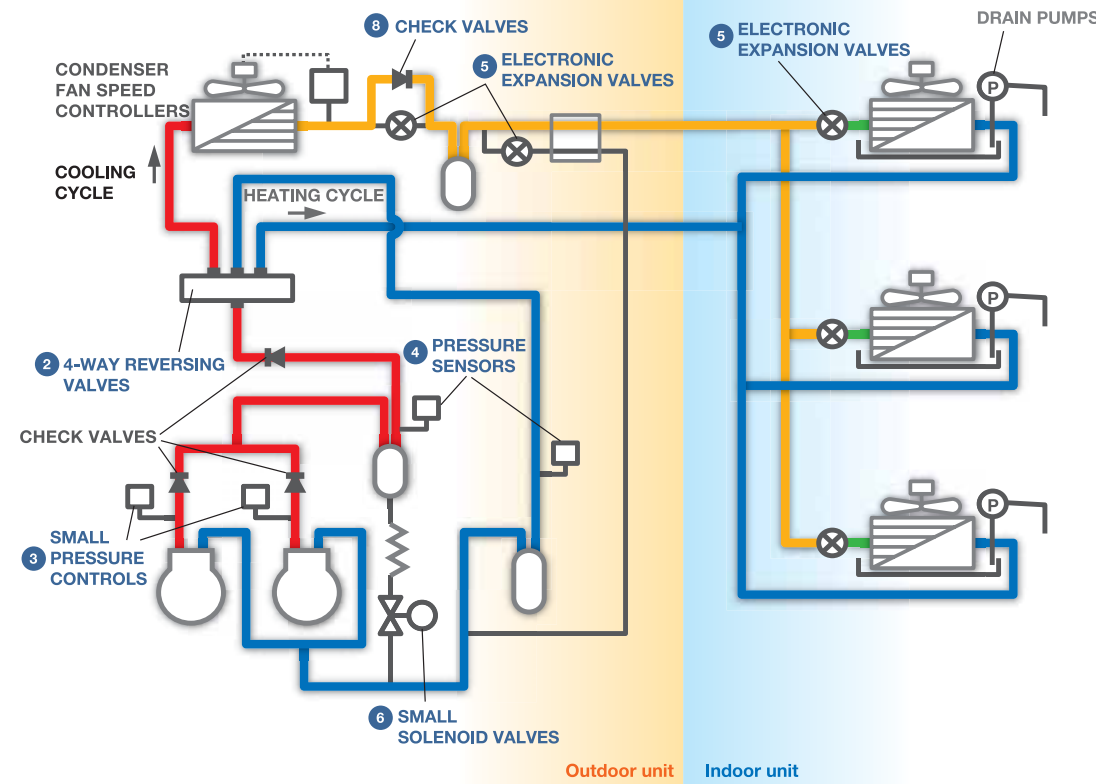 8 CHECK VALVES
5 ELECTRONIC
EXPANSION VALVES
5 ELECTRONIC
EXPANSION VALVES
DRAIN PUMPS
CONDENSER
FAN SPEED
CONTROLLERS
P
COOLING
CYCLE
HEATING CYCLE
2 4-WAY REVERSING
VALVES
4 PRESSURE
SENSORS
P
CHECK VALVES
3 SMALL
PRESSURE
CONTROLS
P
6 SMALL
SOLENOID VALVES
Outdoor unit
Indoor unit